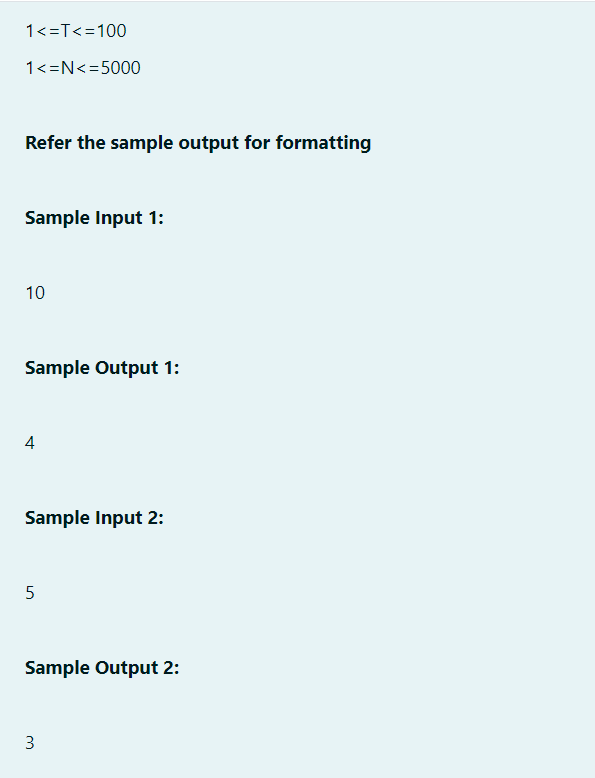 1<=T<=100
1<=N<=5000
Refer the sample output for formatting
Sample Input 1:
10
Sample Output 1:
4
Sample Input 2:
5
Sample Output 2:
3